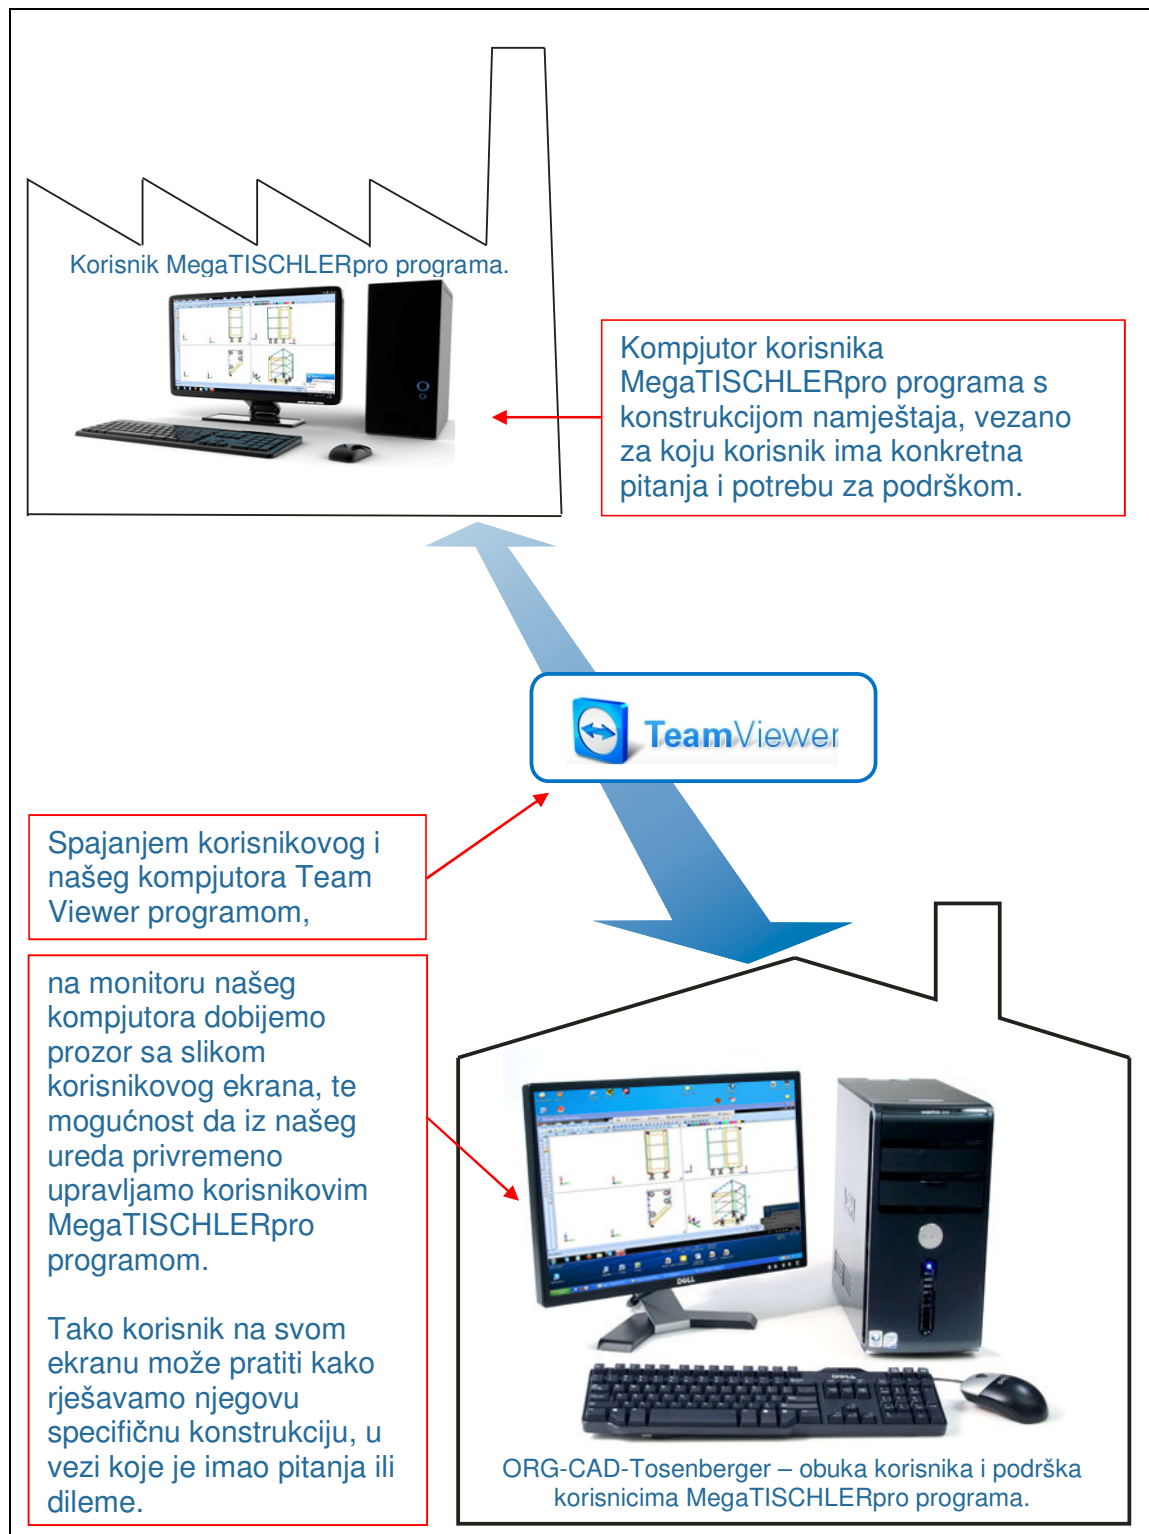 Korisnik MegaTISCHLERpro programa.
Kompjutor korisnika
MegaTISCHLERpro programa s
konstrukcijom namještaja, vezano
za koju korisnik ima konkretna
pitanja i potrebu za podrškom.
TeamViewer
Spajanjem korisnikovog i
našeg kompjutora Team
Viewer programom,
na monitoru našeg
kompjutora dobijemo
prozor sa slikom
korisnikovog ekrana, te
mogućnost da iz našeg
ureda privremeno
upravljamo korisnikovim
MegaTISCHLERpro
programom.
Tako korisnik na svom
ekranu može pratiti kako
rješavamo njegovu
specifičnu konstrukciju, u
vezi koje je imao pitanja ili
dileme.
DELL
ORG-CAD-Tosenberger – obuka korisnika i podrška
korisnicima MegaTISCHLERpro programa.